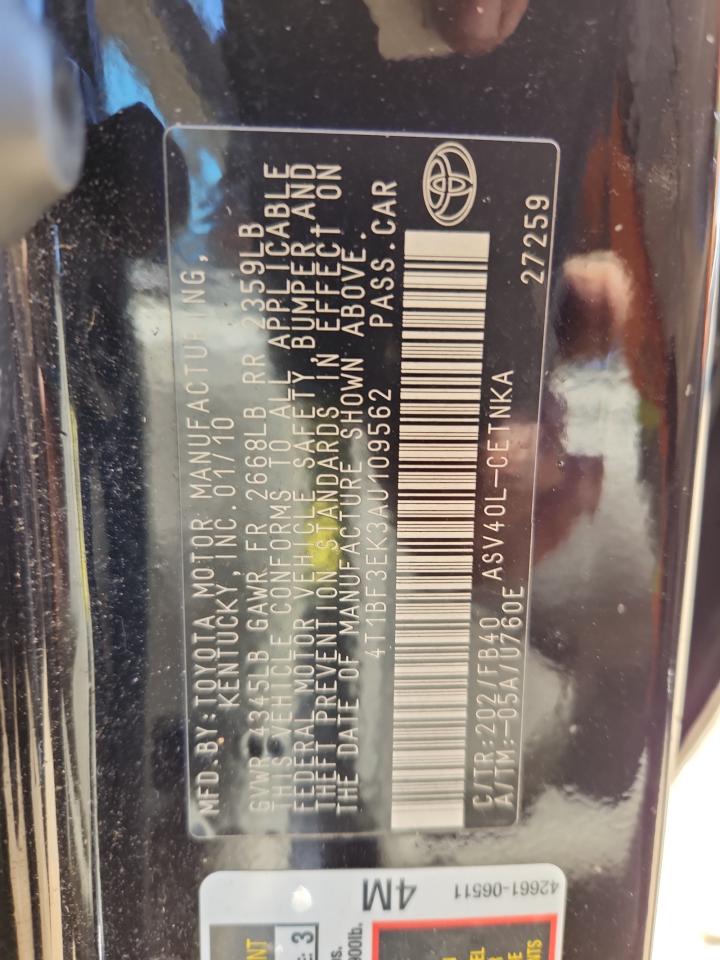 MFD.BY:TOYOTA MOTOR MANUFACTURING,
KENTUCKY, INC.01/10
GVWR 4345LB GAWR FR 2668LB RR 2359LB
THIS VEHICLE CONFORMS TO ALL APPLICABLE
FEDERAL MOTOR VEHICLE SAFETY, BUMPER AND
THEFT PREVENTION STANDARDS IN EFFECT ON
THE DATE OF MANUFACTURE SHOWN ABOVE.
4T1BF3EK3AU109562 PASS.CAR
C/TR:202/FB40 ASV40L-CETNKA
A/TM:-05A/U760E
27259
4M
42661-06511
3